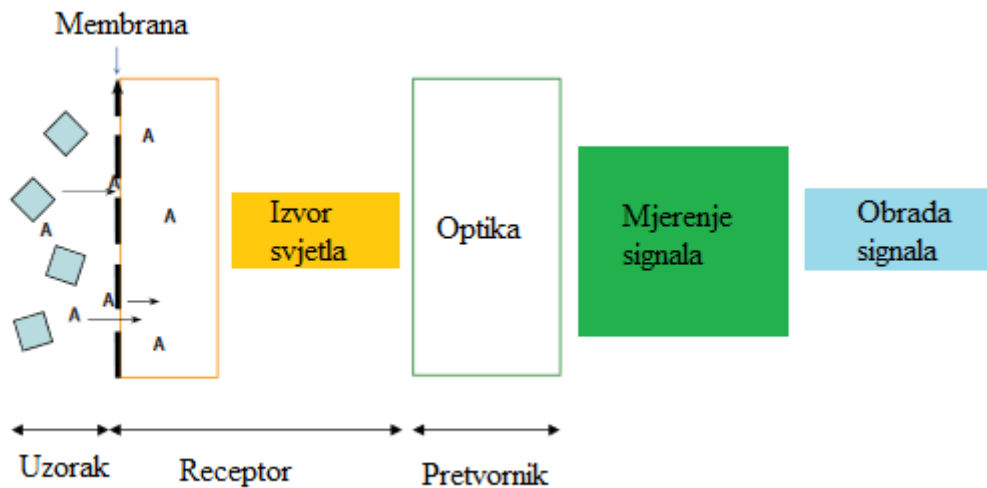 Membrana
A
A
A
A
A
A
A
Izvor
svjetla
Optika
Mjerenje
signala
Obrada
signala
Uzorak
Receptor
Pretvornik